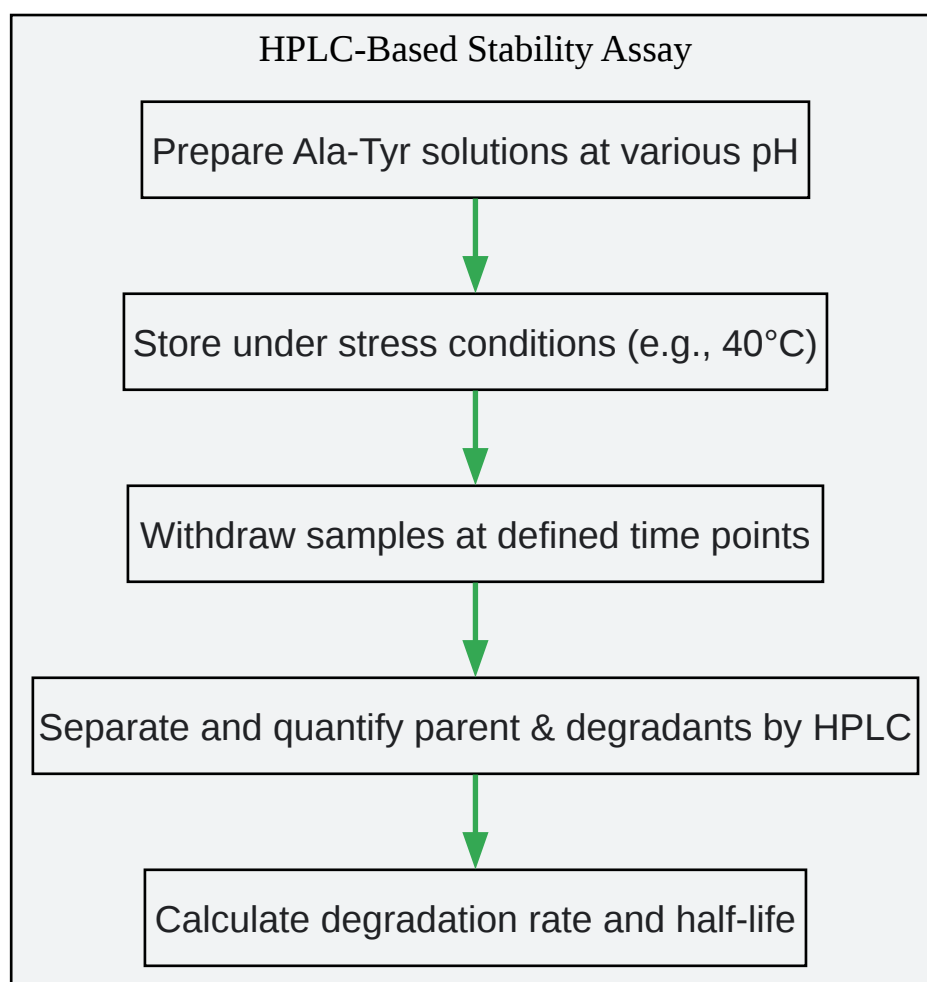 HPLC-Based Stability Assay
Prepare Ala-Tyr solutions at various pH
Store under stress conditions (e.g., 40°C)
Withdraw samples at defined time points
Separate and quantify parent & degradants by HPLC
Calculate degradation rate and half-life